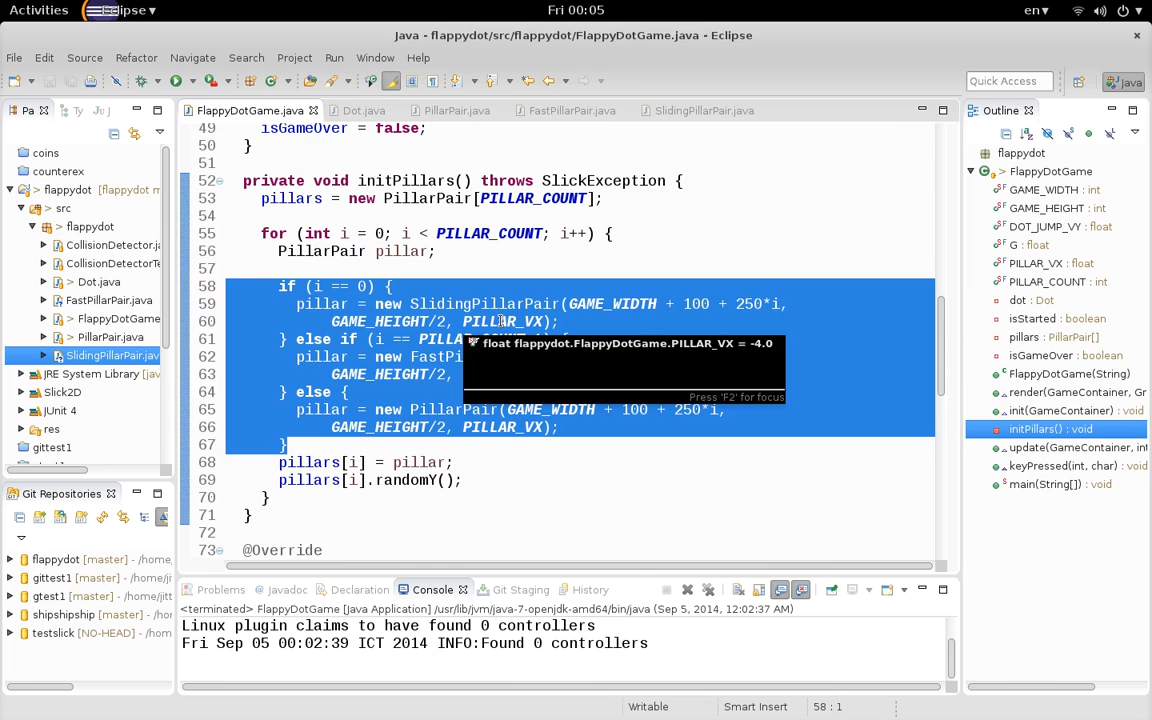 Activities Eclipse ▾ Fri 00:05 en ▾
Java - flappydot/src/flappydot/FlappyDotGame.java - Eclipse
File Edit Source Refactor Navigate Search Project Run Window Help
Quick Access Java
Pa Ty Ju
FlappyDotGame.java Dot.java PillarPair.java FastPillarPair.java SlidingPillarPair.java
Outline
coins
counterex
> flappydot [flappydot m
> src
> flappydot
CollisionDetector.ja
CollisionDetectorTe
> Dot.java
FastPillarPair.java
> FlappyDotGame
> PillarPair.java
SlidingPillarPair.jav
JRE System Library [jav
Slick2D
JUnit 4
res
gittest1
49 isGameOver = false;
50 }
51
52 private void initPillars() throws SlickException {
53 pillars = new PillarPair[PILLAR_COUNT];
54
55 for (int i = 0; i < PILLAR_COUNT; i++) {
56 PillarPair pillar;
57
58 if (i == 0) {
59 pillar = new SlidingPillarPair(GAME_WIDTH + 100 + 250*i,
60 GAME_HEIGHT/2, PILLAR_VX);
61 } else if (i == PILLA
62 pillar = new FastPi
63 GAME_HEIGHT/2,
64 } else {
65 pillar = new PillarPair(GAME_WIDTH + 100 + 250*i,
66 GAME_HEIGHT/2, PILLAR_VX);
67 }
68 pillars[i] = pillar;
69 pillars[i].randomY();
70 }
71 }
72
73 @Override
float flappydot.FlappyDotGame.PILLAR_VX = -4.0
Press 'F2' for focus
flappydot
> FlappyDotGame
GAME_WIDTH : int
GAME_HEIGHT : int
DOT_JUMP_VY : float
G : float
PILLAR_VX : float
PILLAR_COUNT : int
dot : Dot
isStarted : boolean
pillars : PillarPair[]
isGameOver : boolean
FlappyDotGame(String)
render(GameContainer, Gr
init(GameContainer) : void
initPillars() : void
update(GameContainer, int
keyPressed(int, char) : void
main(String[]) : void
Git Repositories
flappydot [master] - /home,
gittest1 [master] - /home/jit
gtest1 [master] - /home/jitt
shipshipship [master] - /hom
testslick [NO-HEAD] - /hom
Problems Javadoc Declaration Console Git Staging History
<terminated> FlappyDotGame [Java Application] /usr/lib/jvm/java-7-openjdk-amd64/bin/java (Sep 5, 2014, 12:02:37 AM)
Linux plugin claims to have found 0 controllers
Fri Sep 05 00:02:39 ICT 2014 INFO:Found 0 controllers
Writable Smart Insert 58 : 1